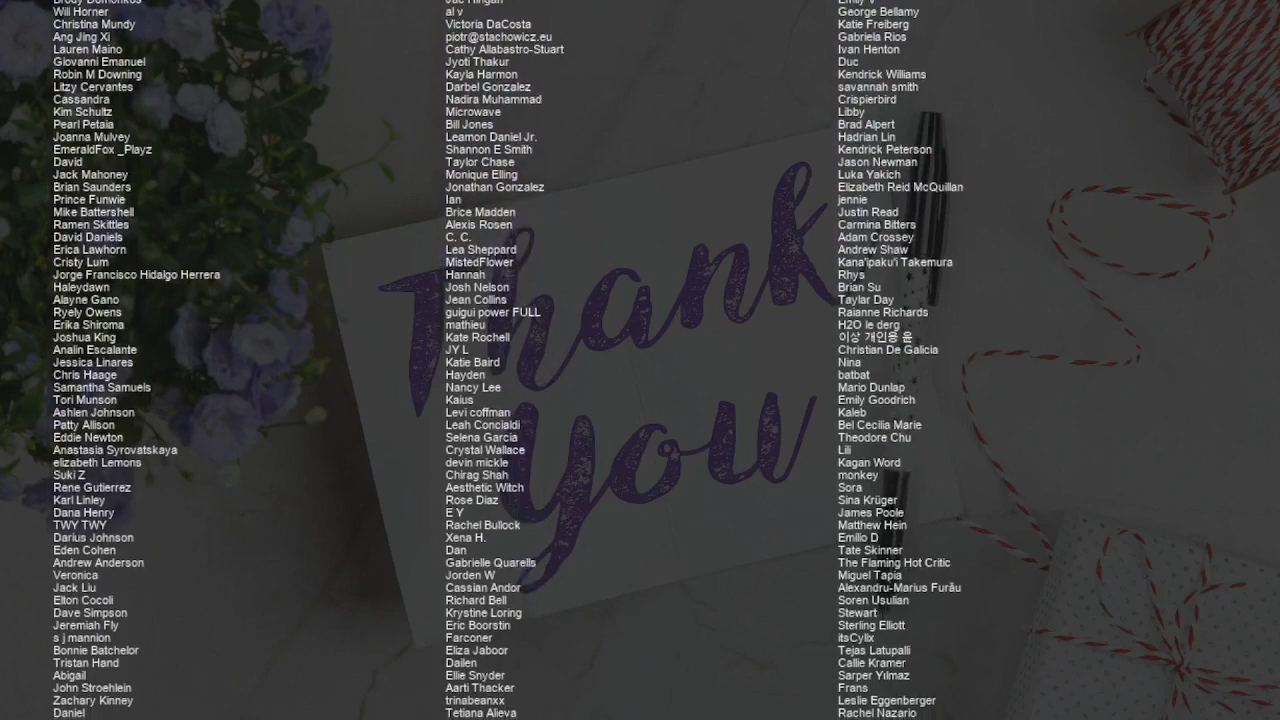 Will Horner
Christina Mundy
Ang Jing Xi
Lauren Maino
Giovanni Emanuel
Robin M Downing
Litzy Cervantes
Cassandra
Kim Schultz
Pearl Petaia
Joanna Mulvey
EmeraldFox _Playz
David
Jack Mahoney
Brian Saunders
Prince Funwie
Mike Battershell
Ramen Skittles
David Daniels
Erica Lawhorn
Cristy Lum
Jorge Francisco Hidalgo Herrera
Haleydawn
Alayne Gano
Ryely Owens
Erika Shiroma
Joshua King
Analin Escalante
Jessica Linares
Chris Haage
Samantha Samuels
Tori Munson
Ashlen Johnson
Patty Allison
Eddie Newton
Anastasia Syrovatskaya
elizabeth Lemons
Suki Z
Rene Gutierrez
Karl Linley
Dana Henry
TWY TWY
Darius Johnson
Eden Cohen
Andrew Anderson
Veronica
Jack Liu
Elton Cocoli
Dave Simpson
Jeremiah Fly
s j mannion
Bonnie Batchelor
Tristan Hand
Abigail
John Stroehlein
Zachary Kinney
Daniel
al v
Victoria DaCosta
piotr@stachowicz.eu
Cathy Allabastro-Stuart
Jyoti Thakur
Kayla Harmon
Darbel Gonzalez
Nadira Muhammad
Microwave
Bill Jones
Leamon Daniel Jr.
Shannon E Smith
Taylor Chase
Monique Elling
Jonathan Gonzalez
Ian
Brice Madden
Alexis Rosen
C. C.
Lea Sheppard
MistedFlower
Hannah
Josh Nelson
Jean Collins
guigui power FULL
mathieu
Kate Rochell
JY L
Katie Baird
Hayden
Nancy Lee
Kaius
Levi coffman
Leah Concialdi
Selena Garcia
Crystal Wallace
devin mickle
Chirag Shah
Aesthetic Witch
Rose Diaz
E Y
Rachel Bullock
Xena H.
Dan
Gabrielle Quarells
Jorden W
Cassian Andor
Richard Bell
Krystine Loring
Eric Boorstin
Farconer
Eliza Jaboor
Dailen
Ellie Snyder
Aarti Thacker
trinabeanxx
Tetiana Alieva
George Bellamy
Katie Freiberg
Gabriela Rios
Ivan Henton
Duc
Kendrick Williams
savannah smith
Crispierbird
Libby
Brad Alpert
Hadrian Lin
Kendrick Peterson
Jason Newman
Luka Yakich
Elizabeth Reid McQuillan
jennie
Justin Read
Carmina Bitters
Adam Crossey
Andrew Shaw
Kana'ipaku'i Takemura
Rhys
Brian Su
Taylar Day
Raianne Richards
H2O le derg
이상 개인용 윤
Christian De Galicia
Nina
batbat
Mario Dunlap
Emily Goodrich
Kaleb
Bel Cecilia Marie
Theodore Chu
Lili
Kagan Word
monkey
Sora
Sina Krüger
James Poole
Matthew Hein
Emilio D
Tate Skinner
The Flaming Hot Critic
Miguel Tapia
Alexandru-Marius Furău
Soren Usulian
Stewart
Sterling Elliott
itsCyllx
Tejas Latupalli
Callie Kramer
Sarper Yılmaz
Frans
Leslie Eggenberger
Rachel Nazario
Thank
you